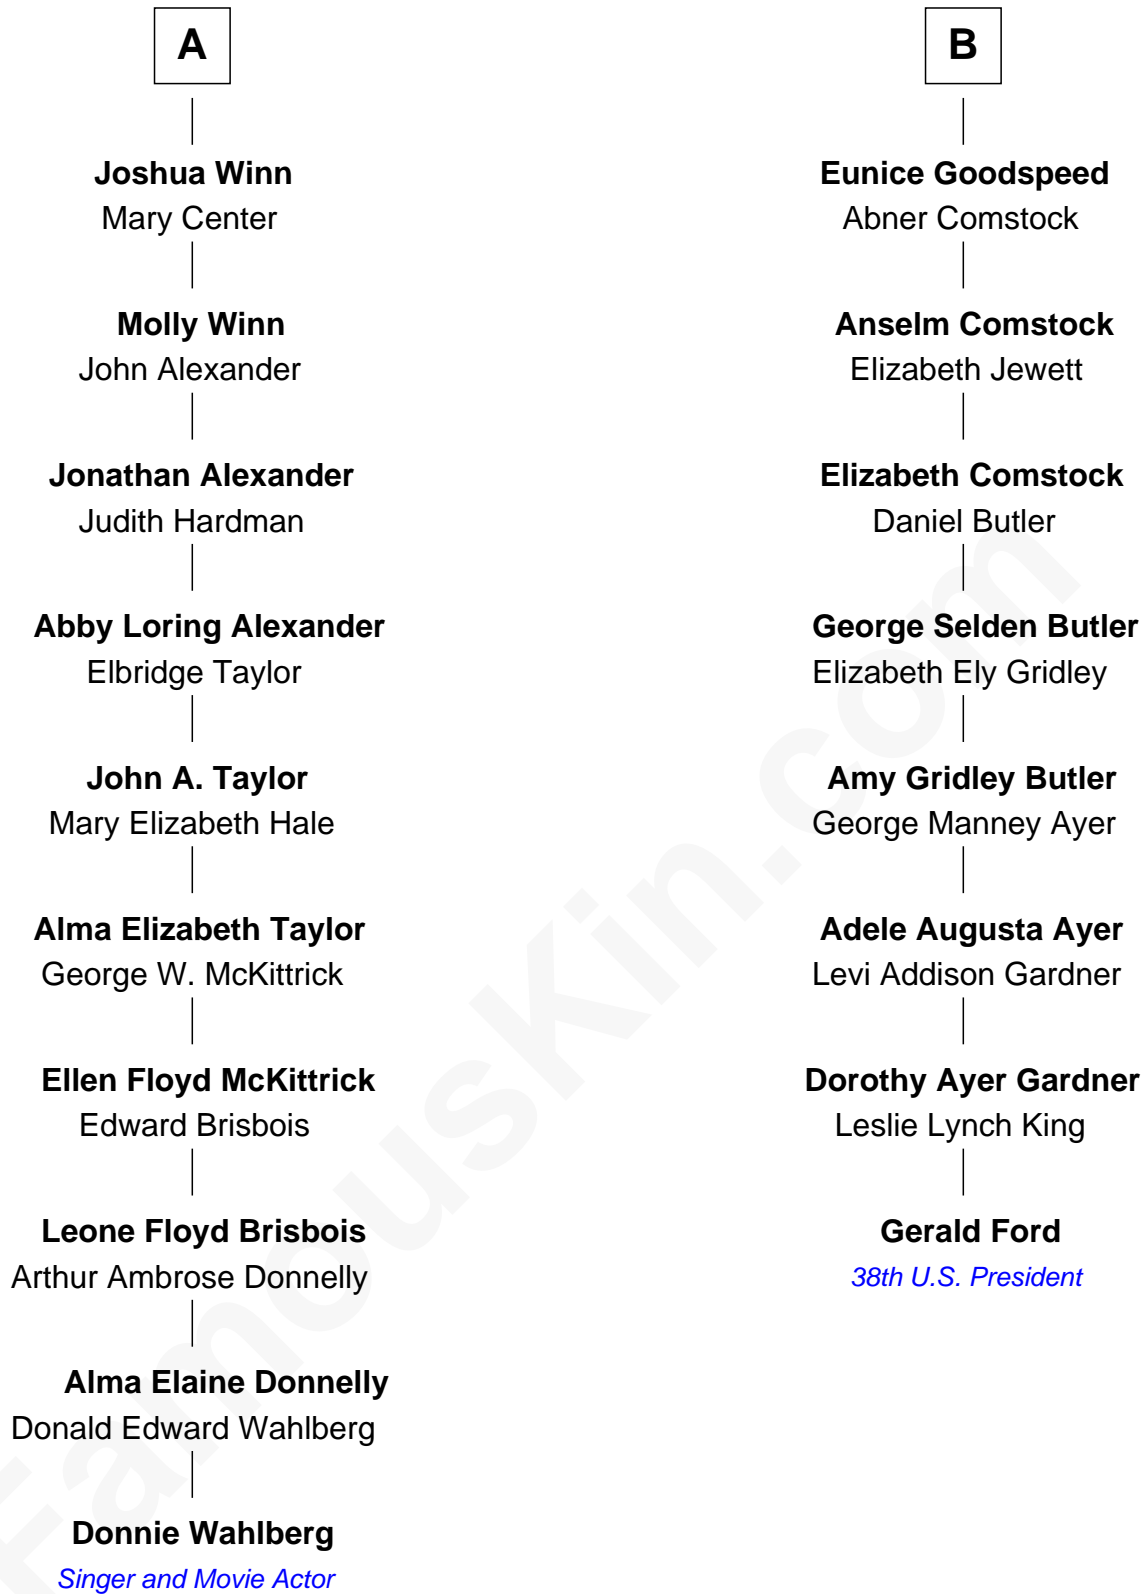 A
Joshua Winn
Mary Center
Molly Winn
John Alexander
Jonathan Alexander
Judith Hardman
Abby Loring Alexander
Elbridge Taylor
John A. Taylor
Mary Elizabeth Hale
Alma Elizabeth Taylor
George W. McKittrick
Ellen Floyd McKittrick
Edward Brisbois
Leone Floyd Brisbois
Arthur Ambrose Donnelly
Alma Elaine Donnelly
Donald Edward Wahlberg
Donnie Wahlberg
Singer and Movie Actor
B
Eunice Goodspeed
Abner Comstock
Anselm Comstock
Elizabeth Jewett
Elizabeth Comstock
Daniel Butler
George Selden Butler
Elizabeth Ely Gridley
Amy Gridley Butler
George Manney Ayer
Adele Augusta Ayer
Levi Addison Gardner
Dorothy Ayer Gardner
Leslie Lynch King
Gerald Ford
38th U.S. President
FamousKin.com